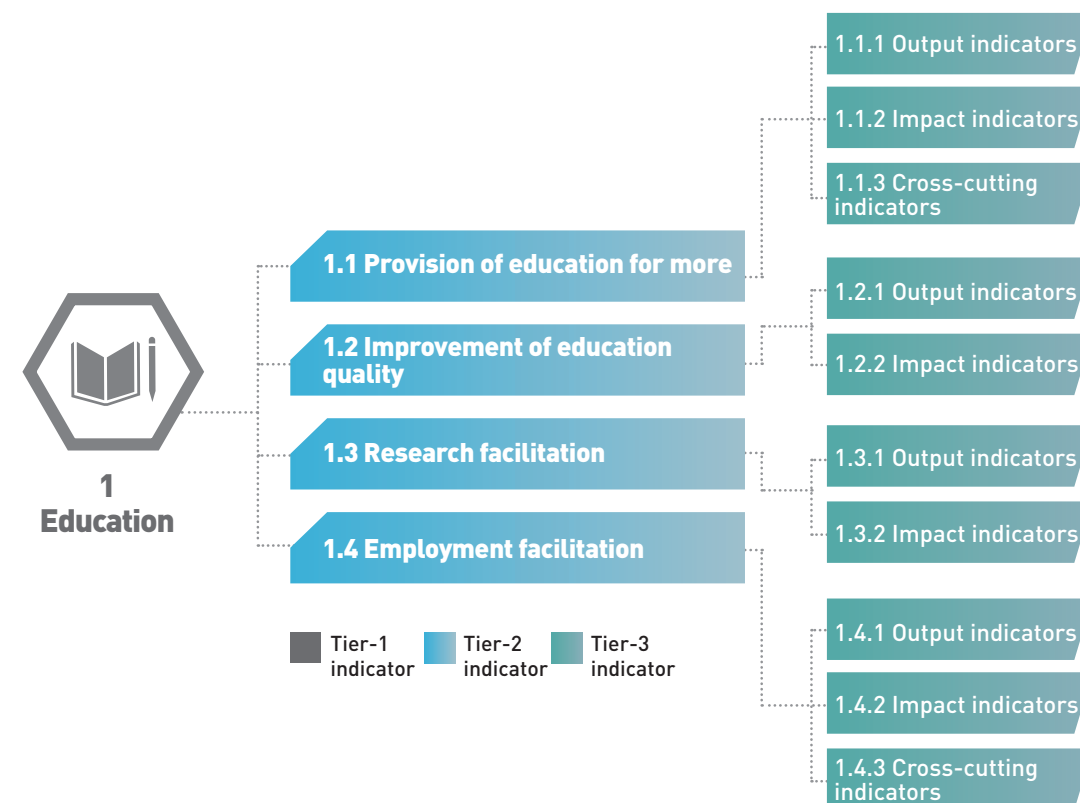 1
Education
1.1 Provision of education for more
1.2 Improvement of education
quality
1.3 Research facilitation
1.4 Employment facilitation
1.1.1 Output indicators
1.1.2 Impact indicators
1.1.3 Cross-cutting
indicators
1.2.1 Output indicators
1.2.2 Impact indicators
1.3.1 Output indicators
1.3.2 Impact indicators
1.4.1 Output indicators
1.4.2 Impact indicators
1.4.3 Cross-cutting
indicators
Tier-1
indicator
Tier-2
indicator
Tier-3
indicator